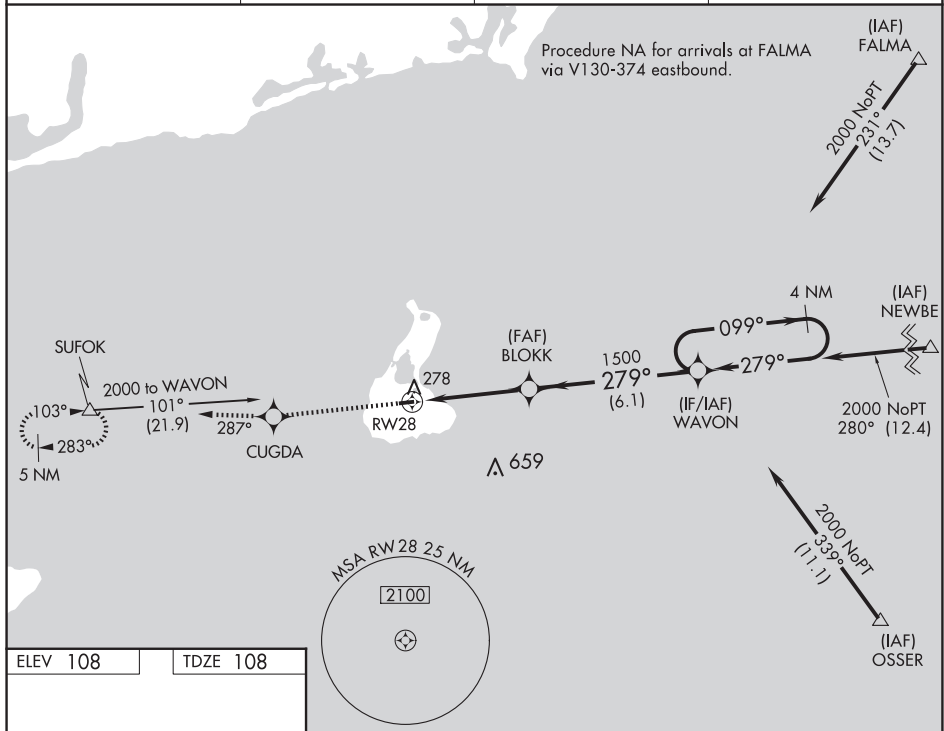 Procedure NA for arrivals at FALMA
via V130-374 eastbound.
(IAF)
FALMA
2000 NoPT
231°
(13.7)
4 NM
(IAF)
NEWBE
099°
279°
(FAF)
BLOKK
1500
279°
(6.1)
(IF/IAF)
WAVON
2000 NoPT
280° (12.4)
SUFOK
2000 to WAVON
101°
(21.9)
103°
283°
5 NM
287°
CUGDA
278
RW28
659
2000 NoPT
339°
(11.1)
(IAF)
OSSER
MSA RW28 25 NM
2100
ELEV 108
TDZE 108